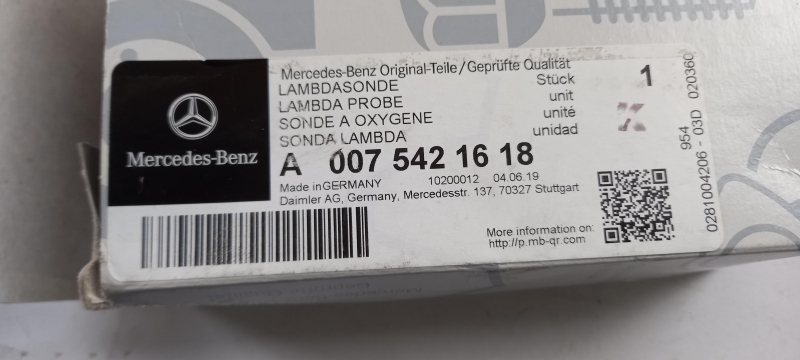 Mercedes-Benz Original-Teile/Geprüfte Qualität
LAMBDASONDE Stück 1
LAMBDA PROBE unit
SONDE A OXYGENE unité
SONDA LAMBDA unidad
Mercedes-Benz
A 007 542 16 18
Made in GERMANY 10200012 04.06.19
Daimler AG, Germany, Mercedesstr. 137, 70327 Stuttgart
More information on:
http://p.mb-qr.com
954
0281004206 - 03D 020360